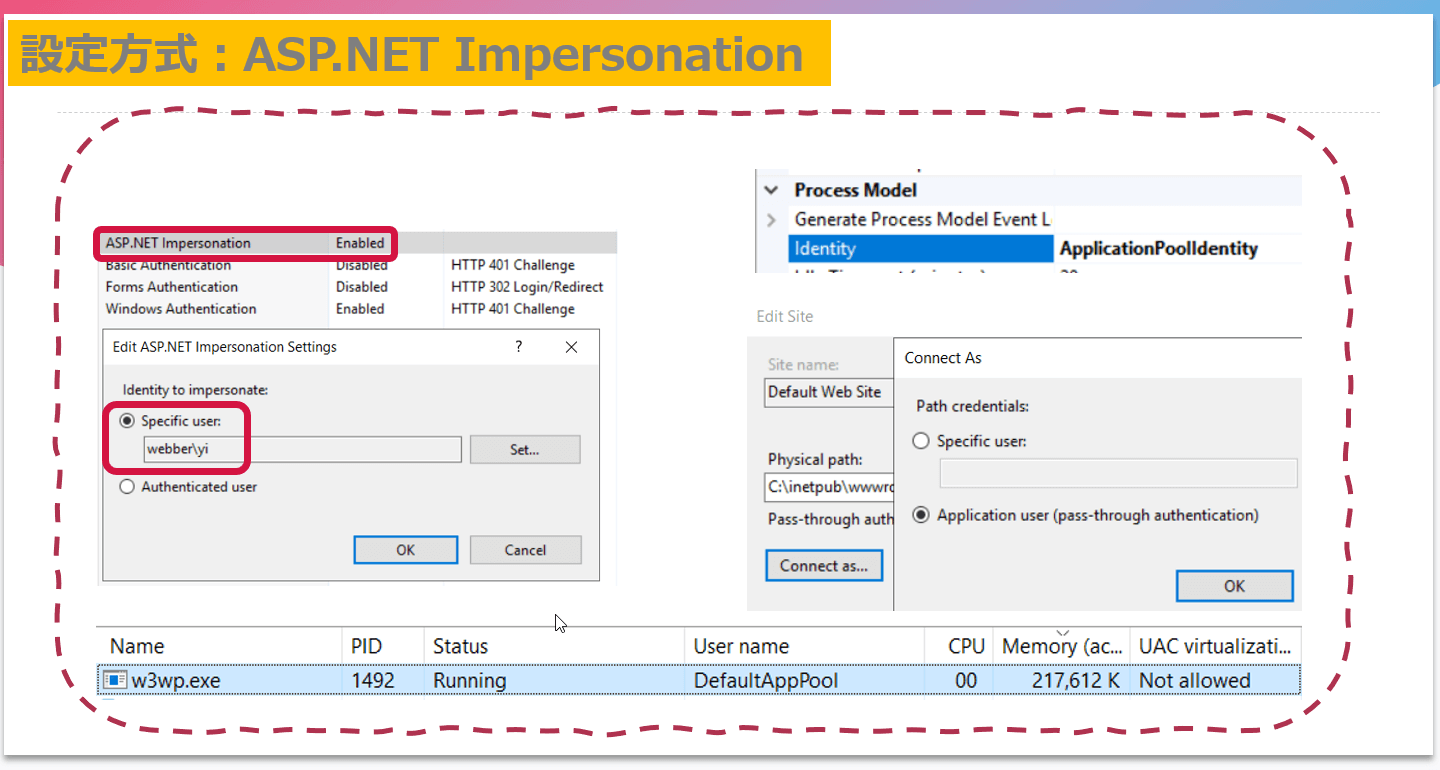 設定方式：ASP.NET Impersonation
ASP.NET Impersonation Enabled
Basic Authentication Disabled HTTP 401 Challenge
Forms Authentication Disabled HTTP 302 Login/Redirect
Windows Authentication Enabled HTTP 401 Challenge
Edit ASP.NET Impersonation Settings ?
Identity to impersonate:
Specific user:
webber\yi Set...
Authenticated user
OK Cancel
Process Model
Generate Process Model Event L
Identity ApplicationPoolIdentity
Edit Site
Site name:
Default Web Site
Physical path:
C:\inetpub\wwwr
Pass-through auth
Connect as...
Connect As
Path credentials:
Specific user:
Application user (pass-through authentication)
OK
Name PID Status User name CPU Memory (ac... UAC virtualizati...
w3wp.exe 1492 Running DefaultAppPool 00 217,612 K Not allowed